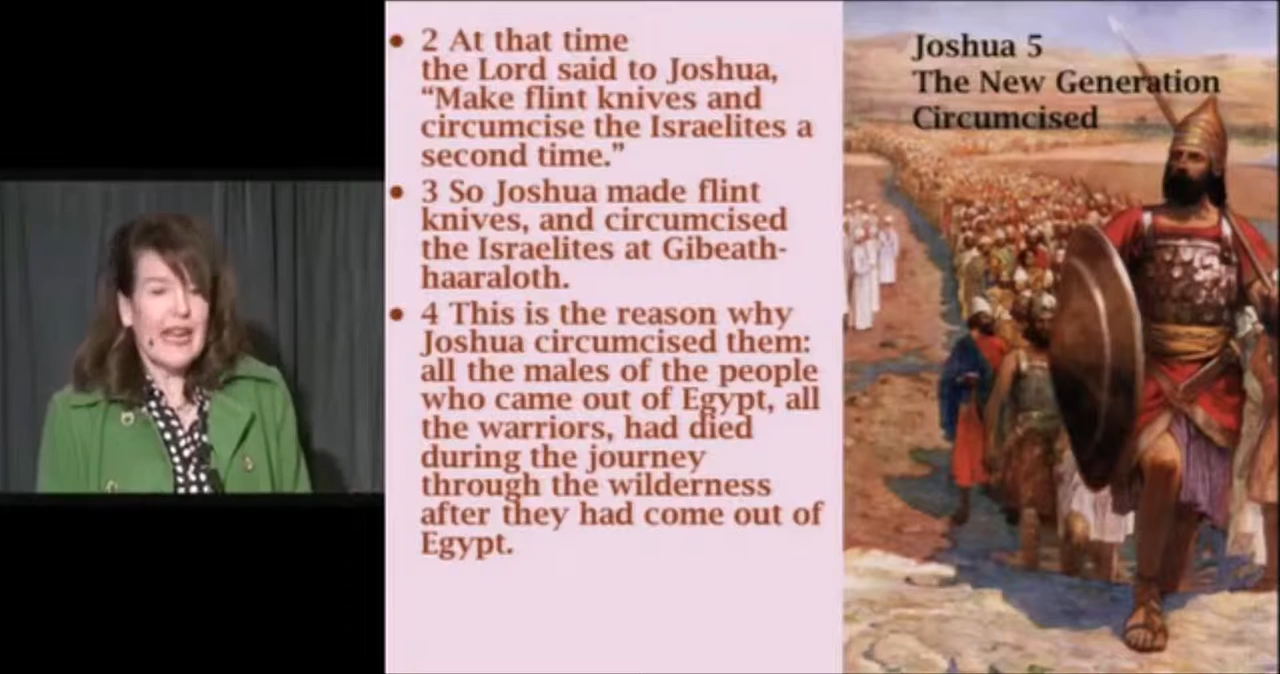 • 2 At that time
the Lord said to Joshua,
“Make flint knives and
circumcise the Israelites a
second time.”
• 3 So Joshua made flint
knives, and circumcised
the Israelites at Gibeath-
haaraloth.
• 4 This is the reason why
Joshua circumcised them:
all the males of the people
who came out of Egypt, all
the warriors, had died
during the journey
through the wilderness
after they had come out of
Egypt.
Joshua 5
The New Generation
Circumcised